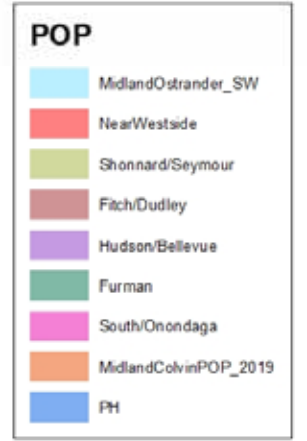 POP
MidlandOstrander_SW
NearWestside
Shonnard/Seymour
Fitch/Dudley
Hudson/Bellevue
Furman
South/Onondaga
MidlandColvinPOP_2019
PH